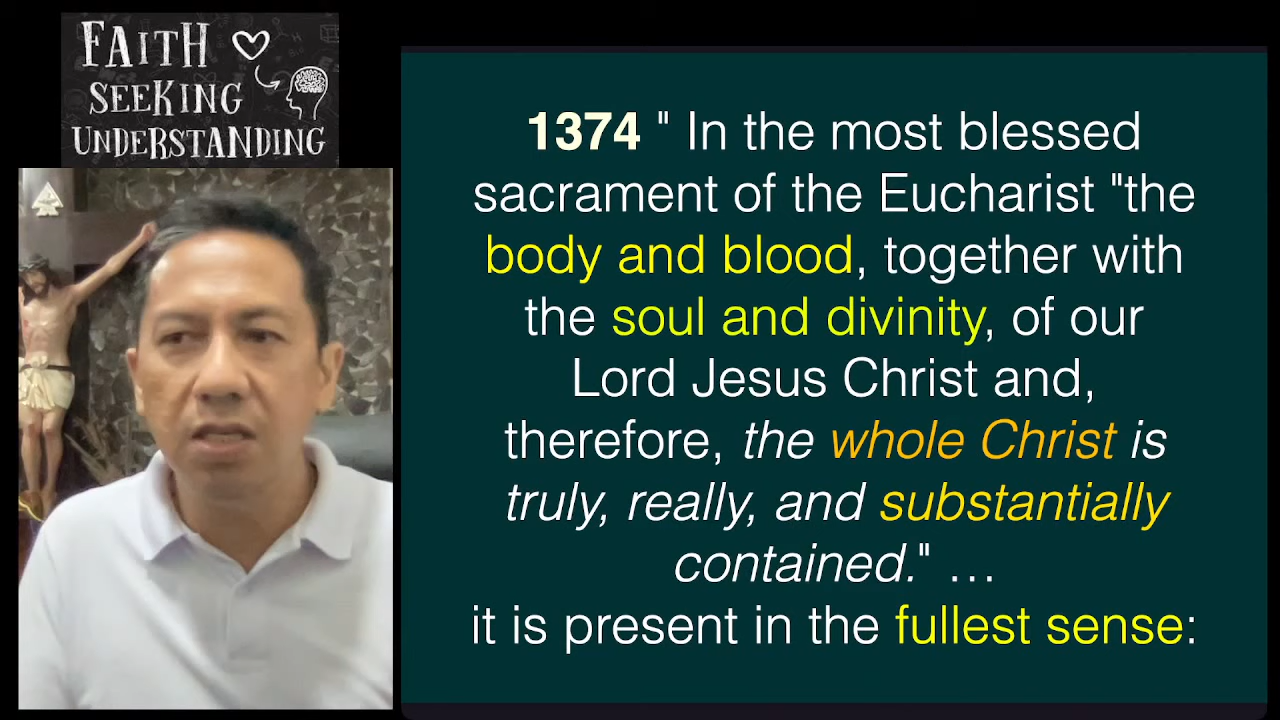 FAITH
SEEKING
UNDERSTANDING
1374 " In the most blessed
sacrament of the Eucharist "the
body and blood, together with
the soul and divinity, of our
Lord Jesus Christ and,
therefore, the whole Christ is
truly, really, and substantially
contained." …
it is present in the fullest sense: